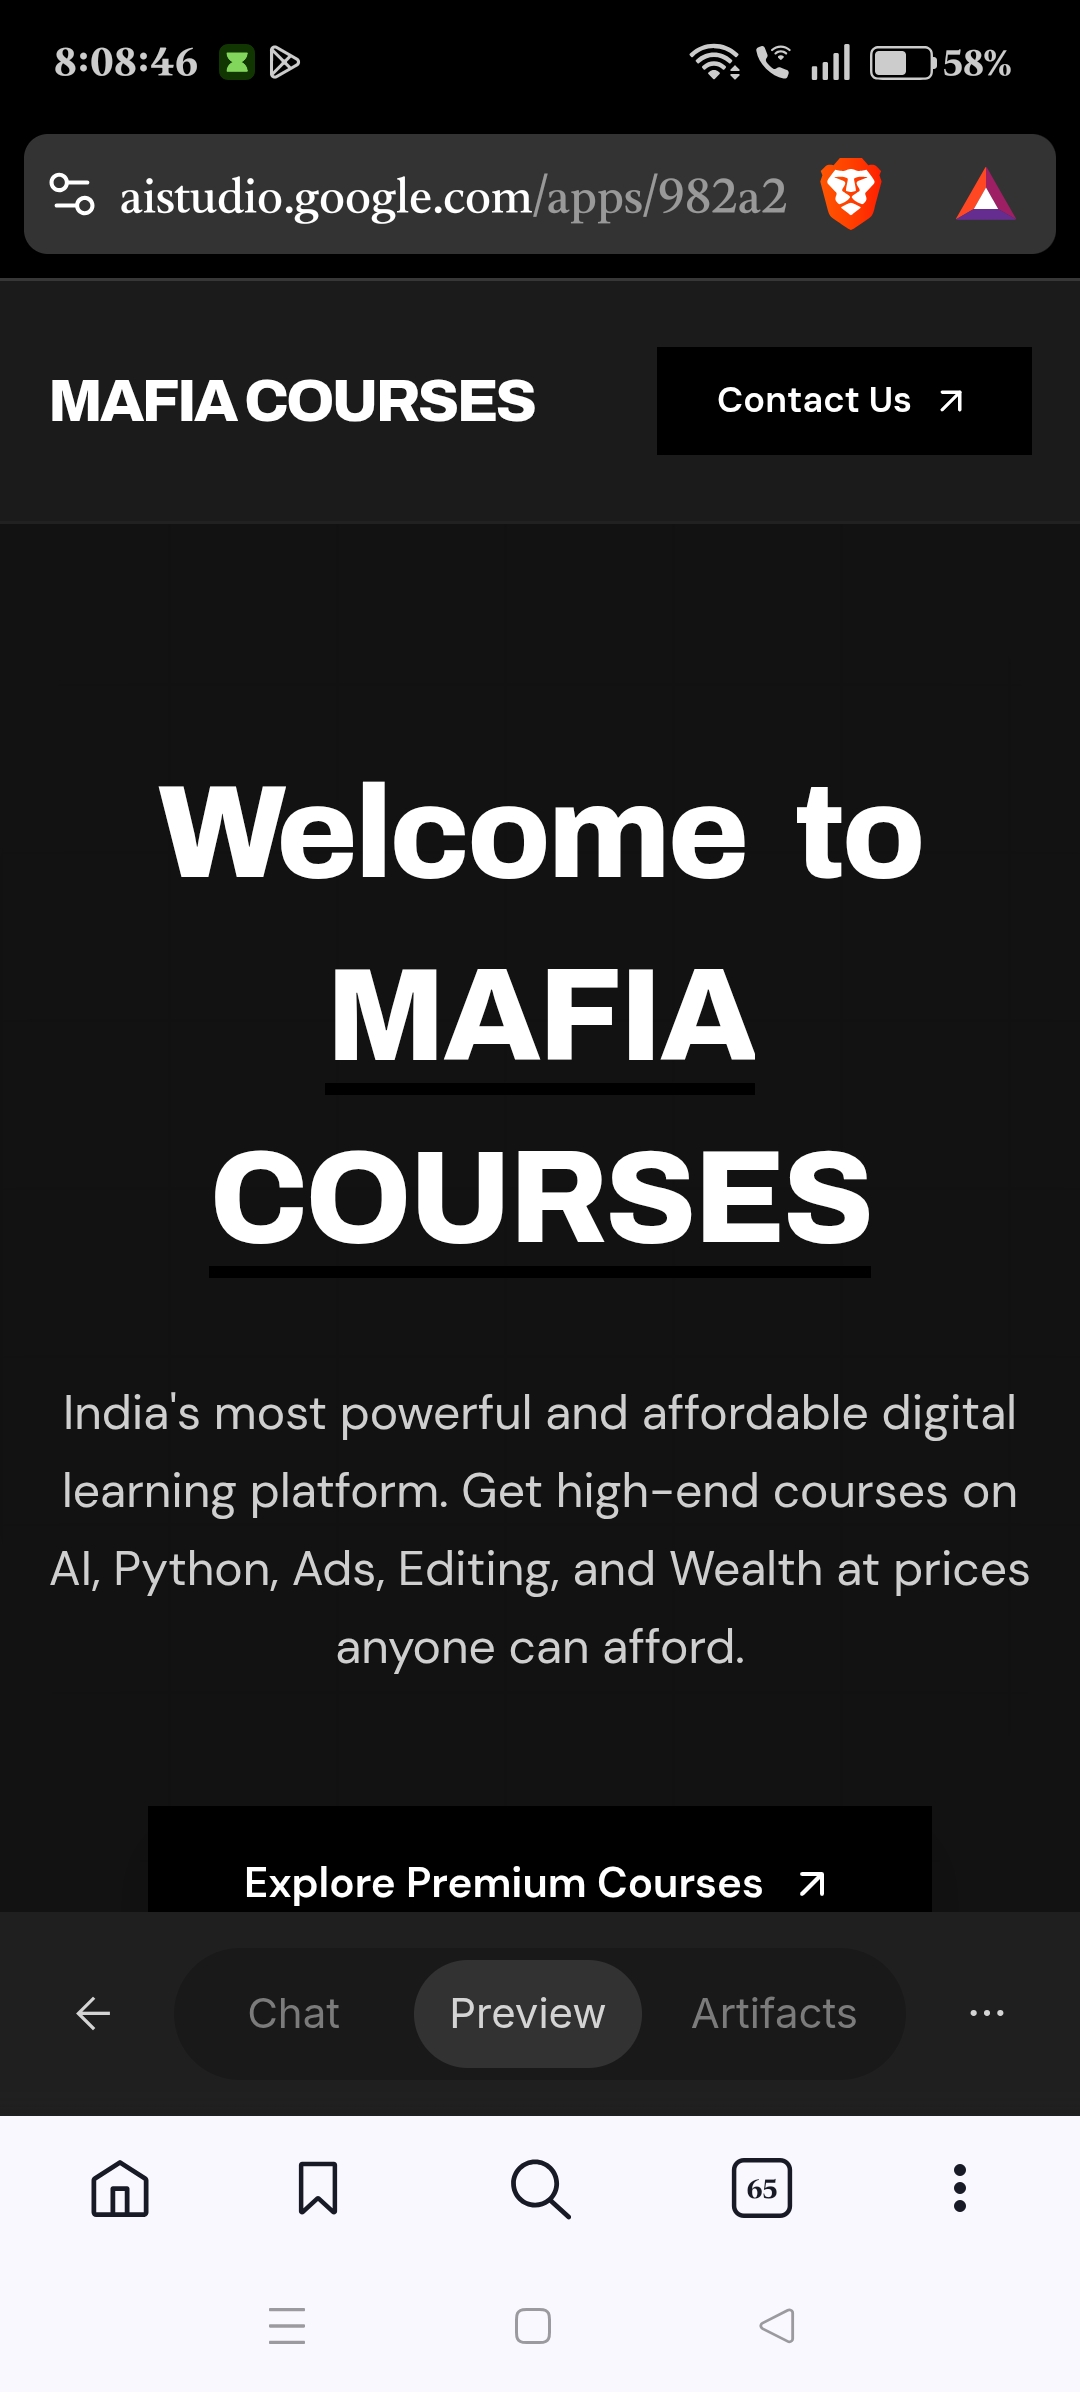 8:08:46
58%
aistudio.google.com/apps/982a2
MAFIA COURSES
Contact Us
Welcome to
MAFIA
COURSES
India's most powerful and affordable digital
learning platform. Get high-end courses on
AI, Python, Ads, Editing, and Wealth at prices
anyone can afford.
Explore Premium Courses
Chat
Preview
Artifacts
65